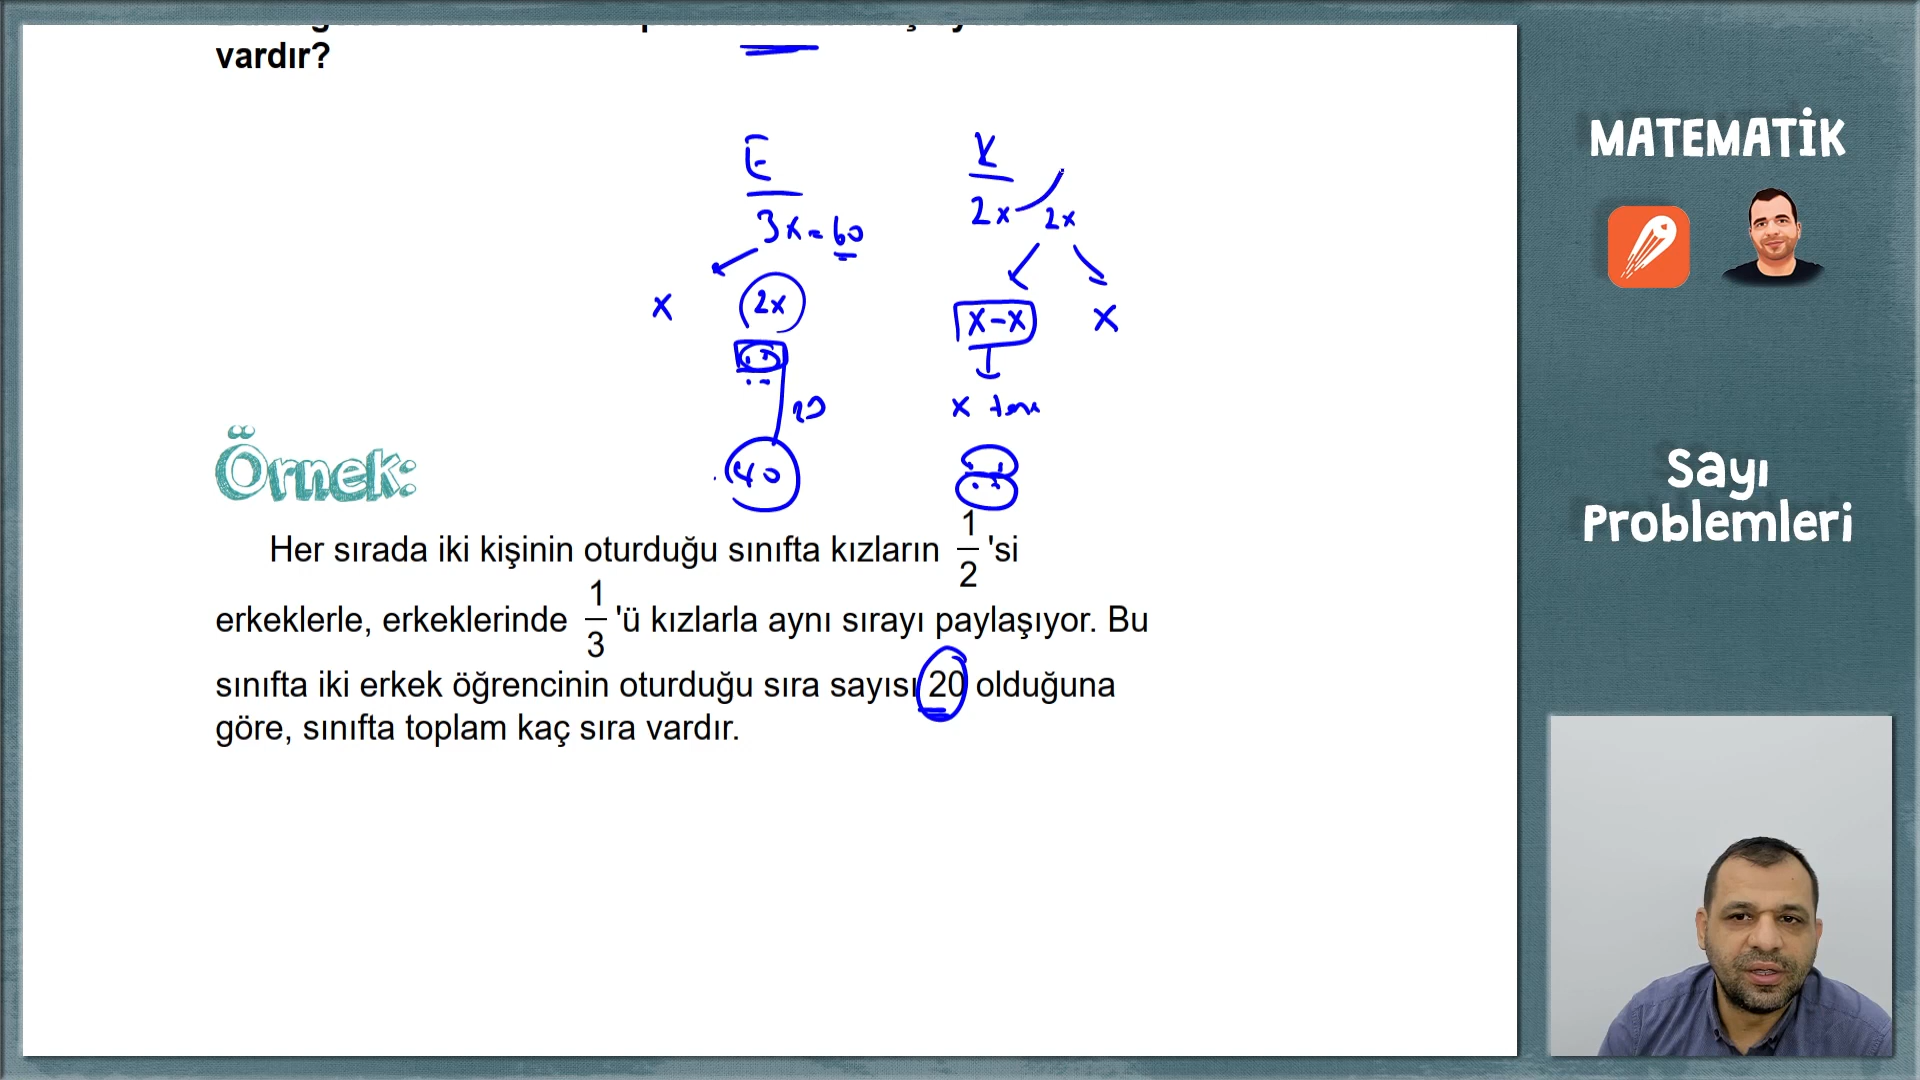 vardır?
E K
3x = 60 2x 2x
x 2x x-x x
20 x tane
40
Örnek:
Her sırada iki kişinin oturduğu sınıfta kızların 1/2 'si
erkeklerle, erkeklerinde 1/3 'ü kızlarla aynı sırayı paylaşıyor. Bu
sınıfta iki erkek öğrencinin oturduğu sıra sayısı 20 olduğuna
göre, sınıfta toplam kaç sıra vardır.
MATEMATİK
Sayı
Problemleri